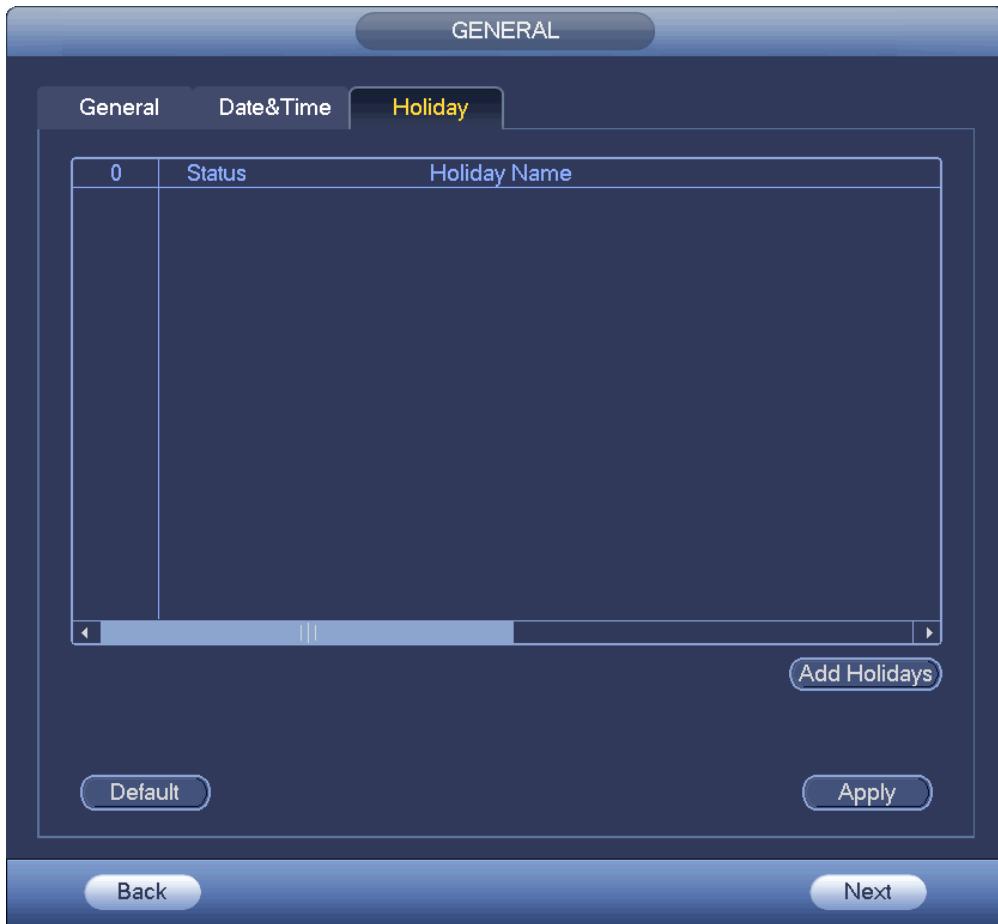 GENERAL
General Date&Time Holiday
0 Status Holiday Name
Add Holidays
Default Apply
Back Next